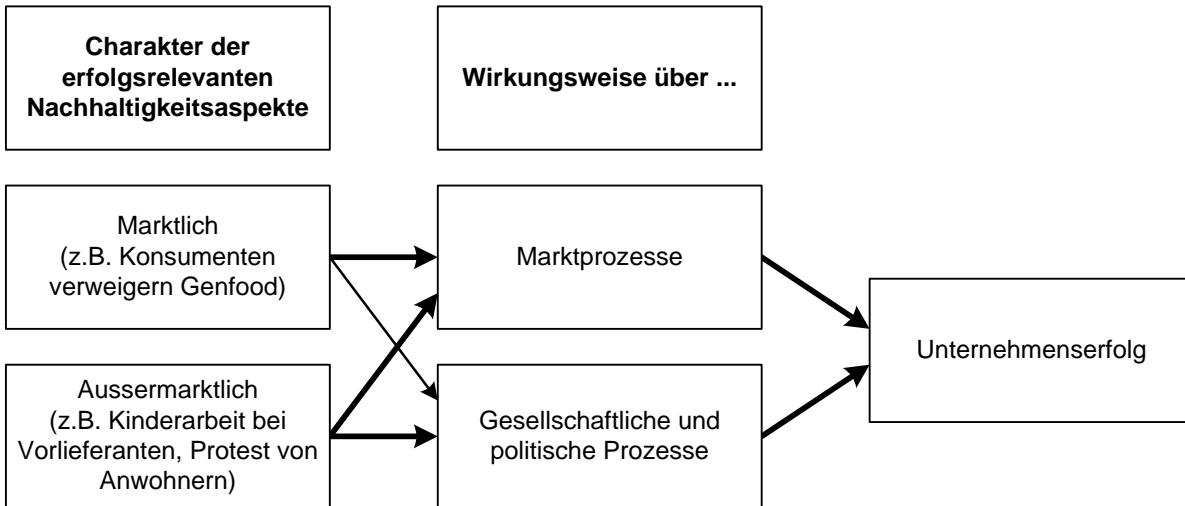 Charakter der
erfolgsrelevanten
Nachhaltigkeitsaspekte
Wirkungsweise über ...
Marktlich
(z.B. Konsumenten
verweigern Genfood)
Marktprozesse
Unternehmenserfolg
Aussermarktlich
(z.B. Kinderarbeit bei
Vorlieferanten, Protest von
Anwohnern)
Gesellschaftliche und
politische Prozesse